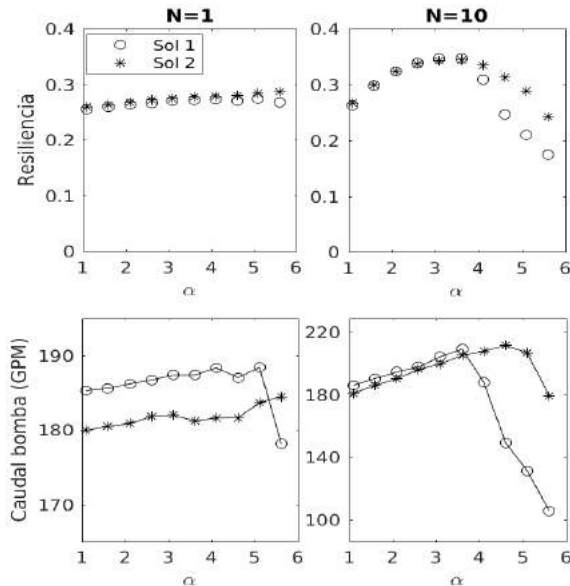 N=1
N=10
0.4
0.3
0.2
0.1
0
Sol 1
Sol 2
Resiliencia
1 2 3 4 5 6
α
0.4
0.3
0.2
0.1
0
1 2 3 4 5 6
α
190
180
170
Caudal bomba (GPM)
1 2 3 4 5 6
α
220
180
140
100
1 2 3 4 5 6
α